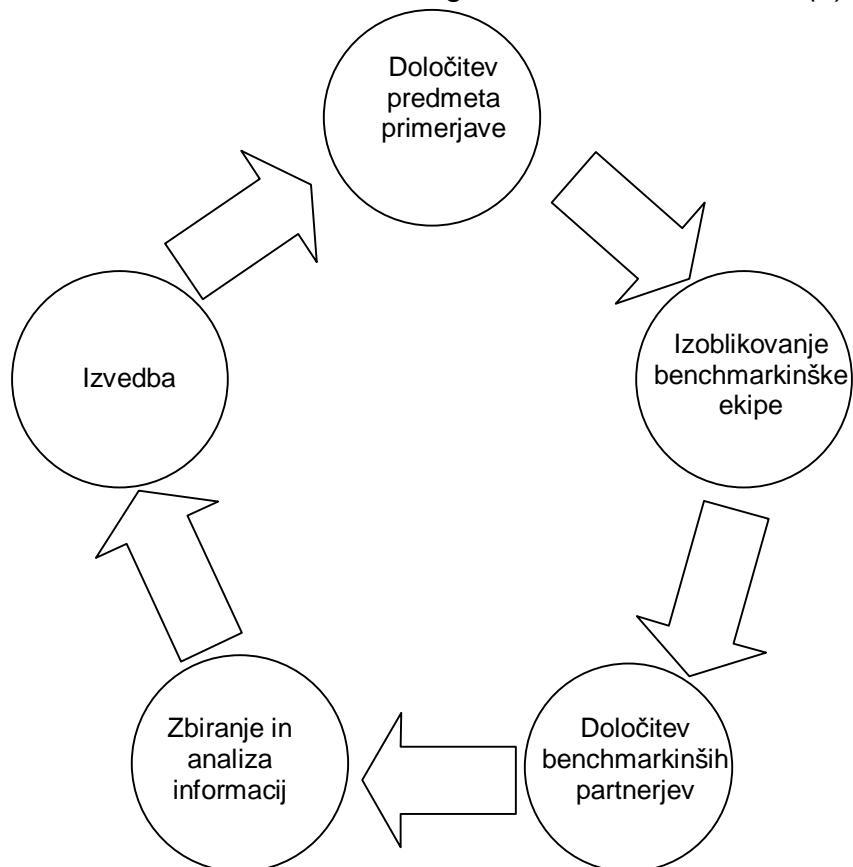 Določitev
predmeta
primerjave
Izoblikovanje
benchmarkinške
ekipe
Določitev
benchmarkinših
partnerjev
Zbiranje in
analiza
informacij
Izvedba